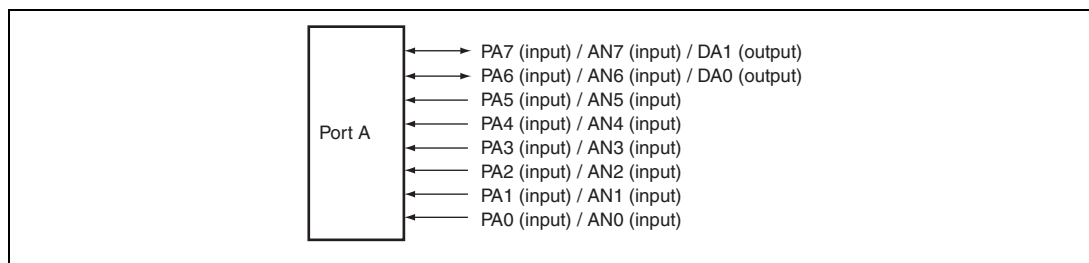 Port A
PA7 (input) / AN7 (input) / DA1 (output)
PA6 (input) / AN6 (input) / DA0 (output)
PA5 (input) / AN5 (input)
PA4 (input) / AN4 (input)
PA3 (input) / AN3 (input)
PA2 (input) / AN2 (input)
PA1 (input) / AN1 (input)
PA0 (input) / AN0 (input)